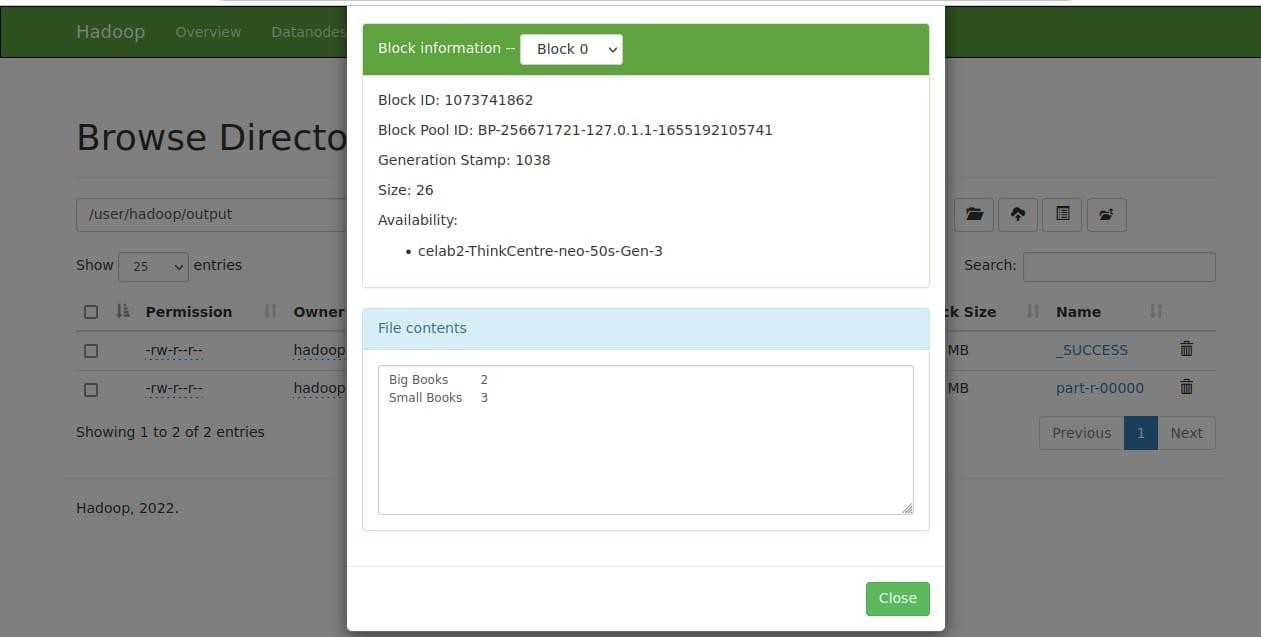 Hadoop Overview Datanodes
Block information -- Block 0
Block ID: 1073741862
Block Pool ID: BP-256671721-127.0.1.1-1655192105741
Generation Stamp: 1038
Size: 26
Availability:
• celab2-ThinkCentre-neo-50s-Gen-3
File contents
Big Books 2
Small Books 3
Close
Browse Directo
/user/hadoop/output
Show 25 entries
Search:
Permission Owner ck Size Name
-rw-r--r-- hadoop MB _SUCCESS
-rw-r--r-- hadoop MB part-r-00000
Showing 1 to 2 of 2 entries
Previous 1 Next
Hadoop, 2022.